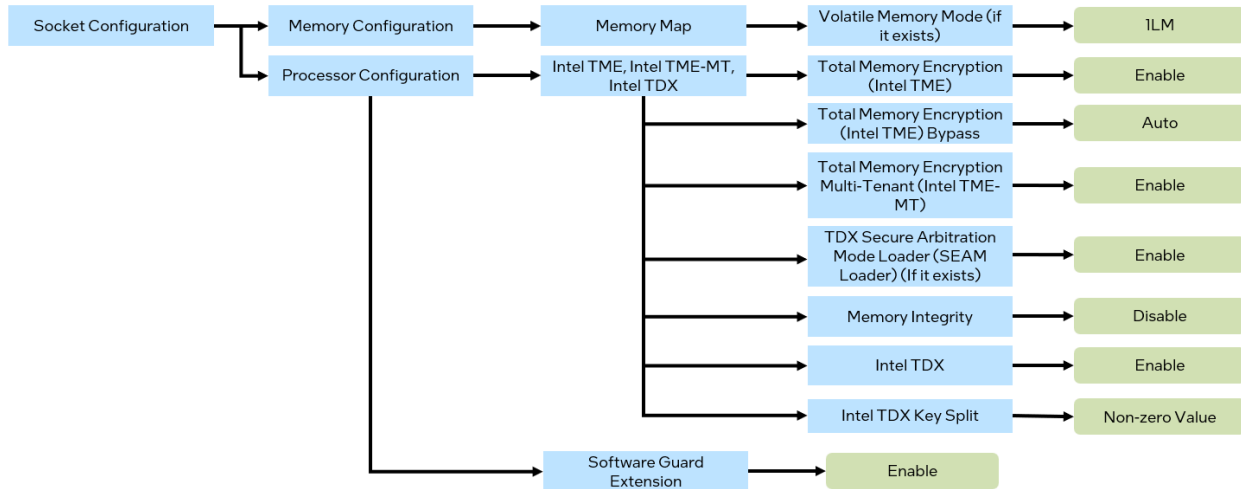 Socket Configuration
Memory Configuration
Memory Map
Volatile Memory Mode (if
it exists)
1LM
Processor Configuration
Intel TME, Intel TME-MT,
Intel TDX
Total Memory Encryption
(Intel TME)
Enable
Total Memory Encryption
(Intel TME) Bypass
Auto
Total Memory Encryption
Multi-Tenant (Intel TME-
MT)
Enable
TDX Secure Arbitration
Mode Loader (SEAM
Loader) (If it exists)
Enable
Memory Integrity
Disable
Intel TDX
Enable
Intel TDX Key Split
Non-zero Value
Software Guard
Extension
Enable